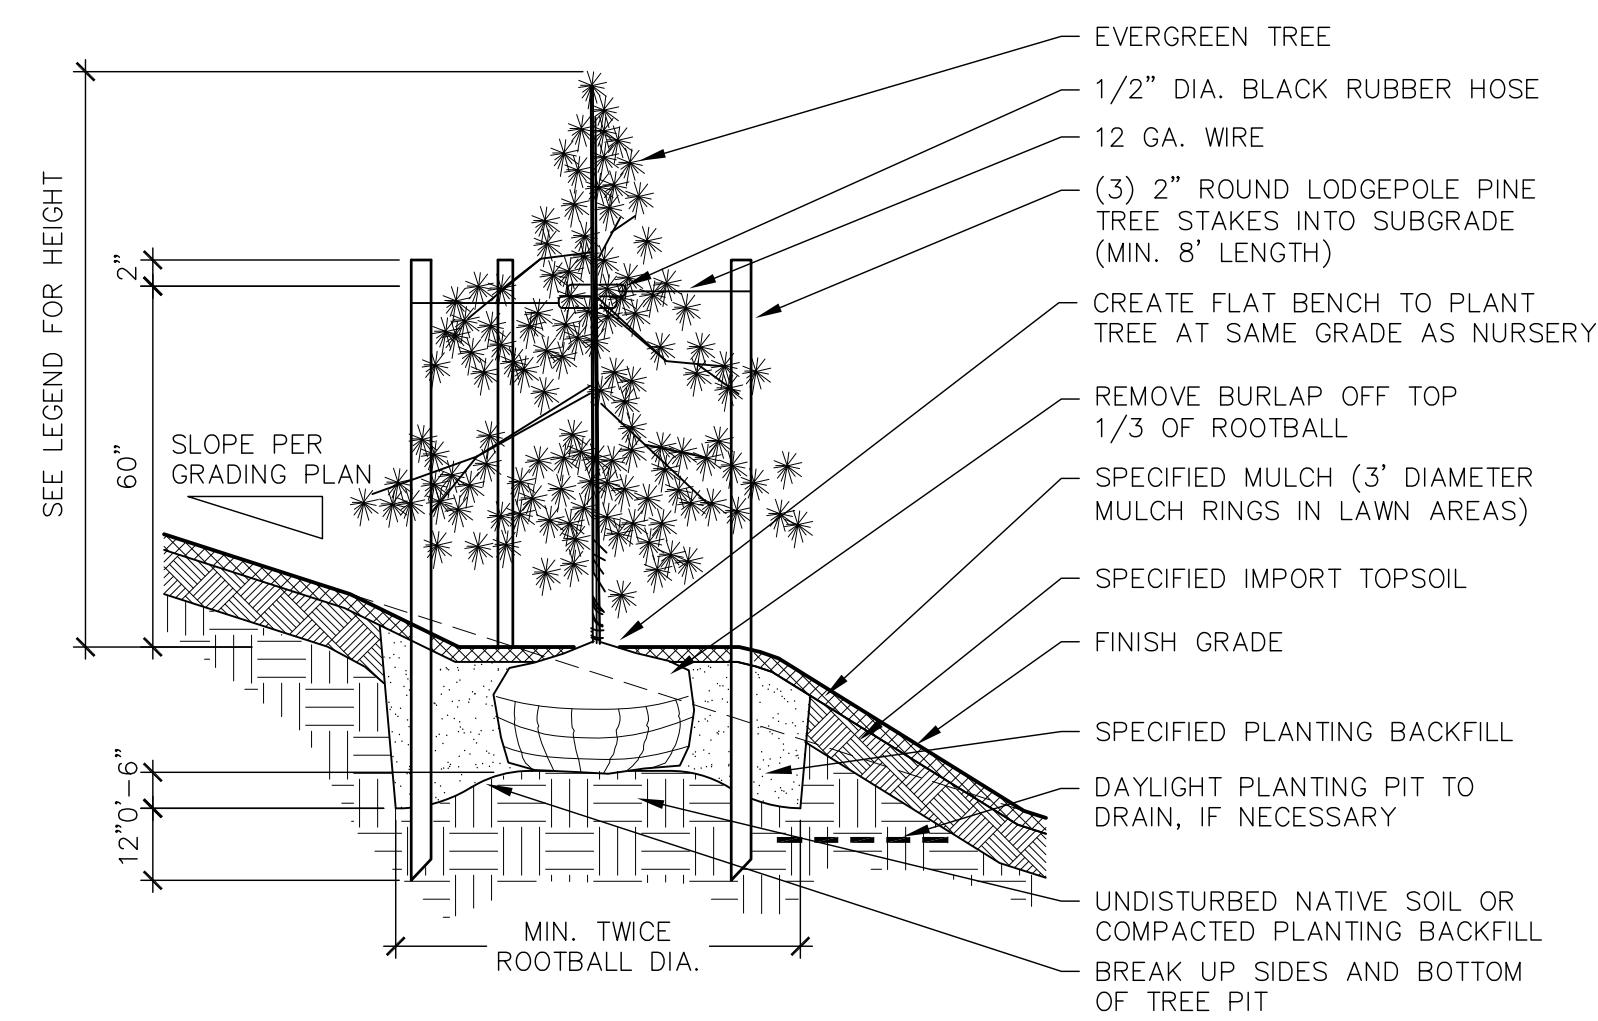 EVERGREEN TREE
1/2" DIA. BLACK RUBBER HOSE
12 GA. WIRE
(3) 2" ROUND LODGEPOLE PINE
TREE STAKES INTO SUBGRADE
(MIN. 8' LENGTH)
CREATE FLAT BENCH TO PLANT
TREE AT SAME GRADE AS NURSERY
REMOVE BURLAP OFF TOP
1/3 OF ROOTBALL
SPECIFIED MULCH (3' DIAMETER
MULCH RINGS IN LAWN AREAS)
SPECIFIED IMPORT TOPSOIL
FINISH GRADE
SPECIFIED PLANTING BACKFILL
DAYLIGHT PLANTING PIT TO
DRAIN, IF NECESSARY
UNDISTURBED NATIVE SOIL OR
COMPACTED PLANTING BACKFILL
BREAK UP SIDES AND BOTTOM
OF TREE PIT
SEE LEGEND FOR HEIGHT
2"
60"
SLOPE PER
GRADING PLAN
0'-6"
12"
MIN. TWICE
ROOTBALL DIA.